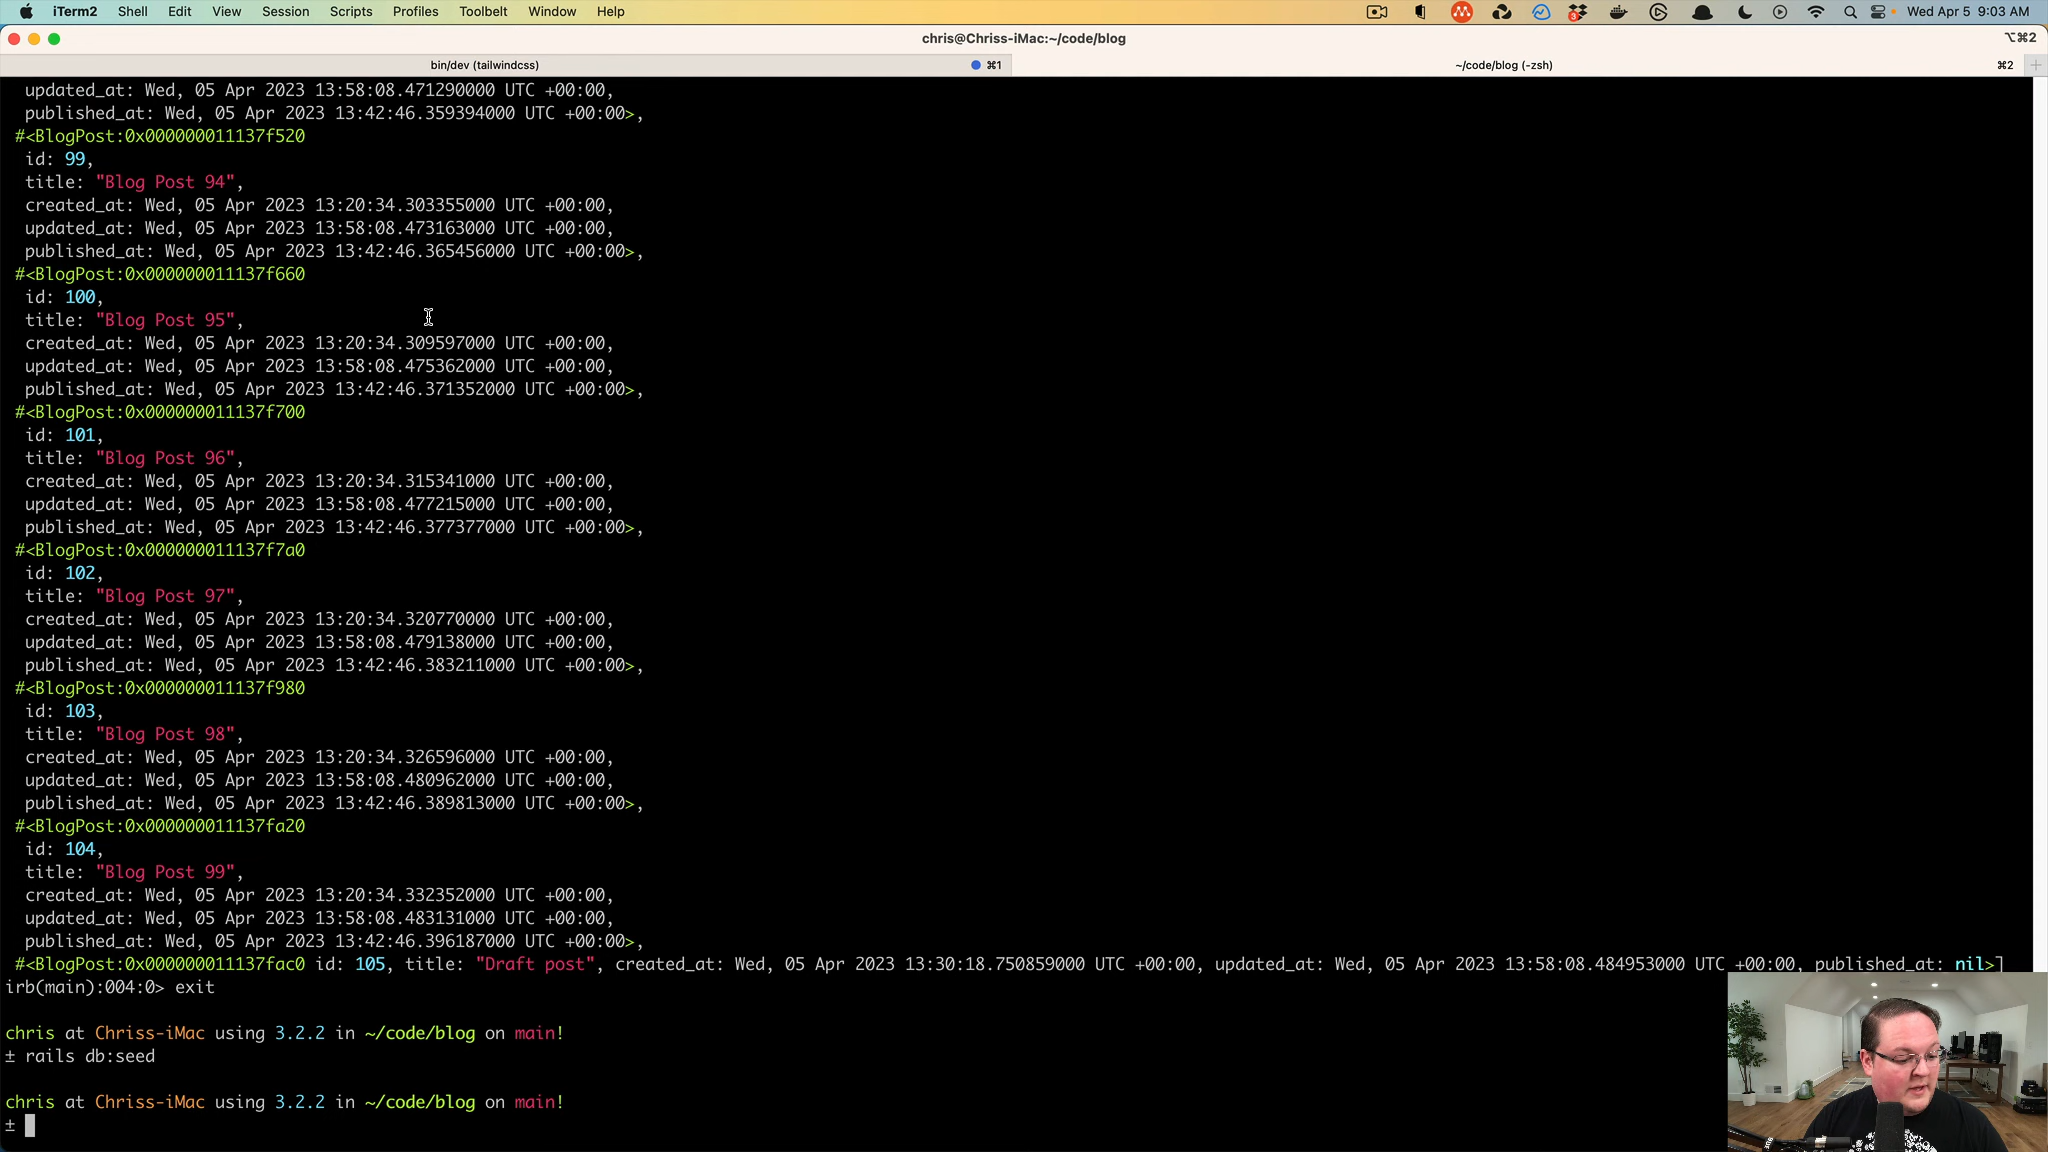 iTerm2 Shell Edit View Session Scripts Profiles Toolbelt Window Help 3 Wed Apr 5 9:03 AM
chris@Chriss-iMac:~/code/blog ⌥⌘2
bin/dev (tailwindcss) ⌘1 ~/code/blog (-zsh) ⌘2
updated_at: Wed, 05 Apr 2023 13:58:08.471290000 UTC +00:00,
published_at: Wed, 05 Apr 2023 13:42:46.359394000 UTC +00:00>,
#<BlogPost:0x000000011137f520
id: 99,
title: "Blog Post 94",
created_at: Wed, 05 Apr 2023 13:20:34.303355000 UTC +00:00,
updated_at: Wed, 05 Apr 2023 13:58:08.473163000 UTC +00:00,
published_at: Wed, 05 Apr 2023 13:42:46.365456000 UTC +00:00>,
#<BlogPost:0x000000011137f660
id: 100,
title: "Blog Post 95",
created_at: Wed, 05 Apr 2023 13:20:34.309597000 UTC +00:00,
updated_at: Wed, 05 Apr 2023 13:58:08.475362000 UTC +00:00,
published_at: Wed, 05 Apr 2023 13:42:46.371352000 UTC +00:00>,
#<BlogPost:0x000000011137f700
id: 101,
title: "Blog Post 96",
created_at: Wed, 05 Apr 2023 13:20:34.315341000 UTC +00:00,
updated_at: Wed, 05 Apr 2023 13:58:08.477215000 UTC +00:00,
published_at: Wed, 05 Apr 2023 13:42:46.377377000 UTC +00:00>,
#<BlogPost:0x000000011137f7a0
id: 102,
title: "Blog Post 97",
created_at: Wed, 05 Apr 2023 13:20:34.320770000 UTC +00:00,
updated_at: Wed, 05 Apr 2023 13:58:08.479138000 UTC +00:00,
published_at: Wed, 05 Apr 2023 13:42:46.383211000 UTC +00:00>,
#<BlogPost:0x000000011137f980
id: 103,
title: "Blog Post 98",
created_at: Wed, 05 Apr 2023 13:20:34.326596000 UTC +00:00,
updated_at: Wed, 05 Apr 2023 13:58:08.480962000 UTC +00:00,
published_at: Wed, 05 Apr 2023 13:42:46.389813000 UTC +00:00>,
#<BlogPost:0x000000011137fa20
id: 104,
title: "Blog Post 99",
created_at: Wed, 05 Apr 2023 13:20:34.332352000 UTC +00:00,
updated_at: Wed, 05 Apr 2023 13:58:08.483131000 UTC +00:00,
published_at: Wed, 05 Apr 2023 13:42:46.396187000 UTC +00:00>,
#<BlogPost:0x000000011137fac0 id: 105, title: "Draft post", created_at: Wed, 05 Apr 2023 13:30:18.750859000 UTC +00:00, updated_at: Wed, 05 Apr 2023 13:58:08.484953000 UTC +00:00, published_at: nil>]
irb(main):004:0> exit
chris at Chriss-iMac using 3.2.2 in ~/code/blog on main!
± rails db:seed
chris at Chriss-iMac using 3.2.2 in ~/code/blog on main!
±